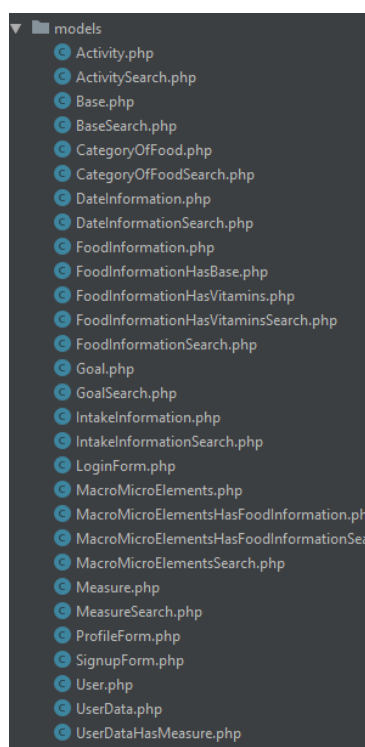 models
Activity.php
ActivitySearch.php
Base.php
BaseSearch.php
CategoryOfFood.php
CategoryOfFoodSearch.php
DateInformation.php
DateInformationSearch.php
FoodInformation.php
FoodInformationHasBase.php
FoodInformationHasVitamins.php
FoodInformationHasVitaminsSearch.php
FoodInformationSearch.php
Goal.php
GoalSearch.php
IntakeInformation.php
IntakeInformationSearch.php
LoginForm.php
MacroMicroElements.php
MacroMicroElementsHasFoodInformation.ph
MacroMicroElementsHasFoodInformationSea
MacroMicroElementsSearch.php
Measure.php
MeasureSearch.php
ProfileForm.php
SignupForm.php
User.php
UserData.php
UserDataHasMeasure.php